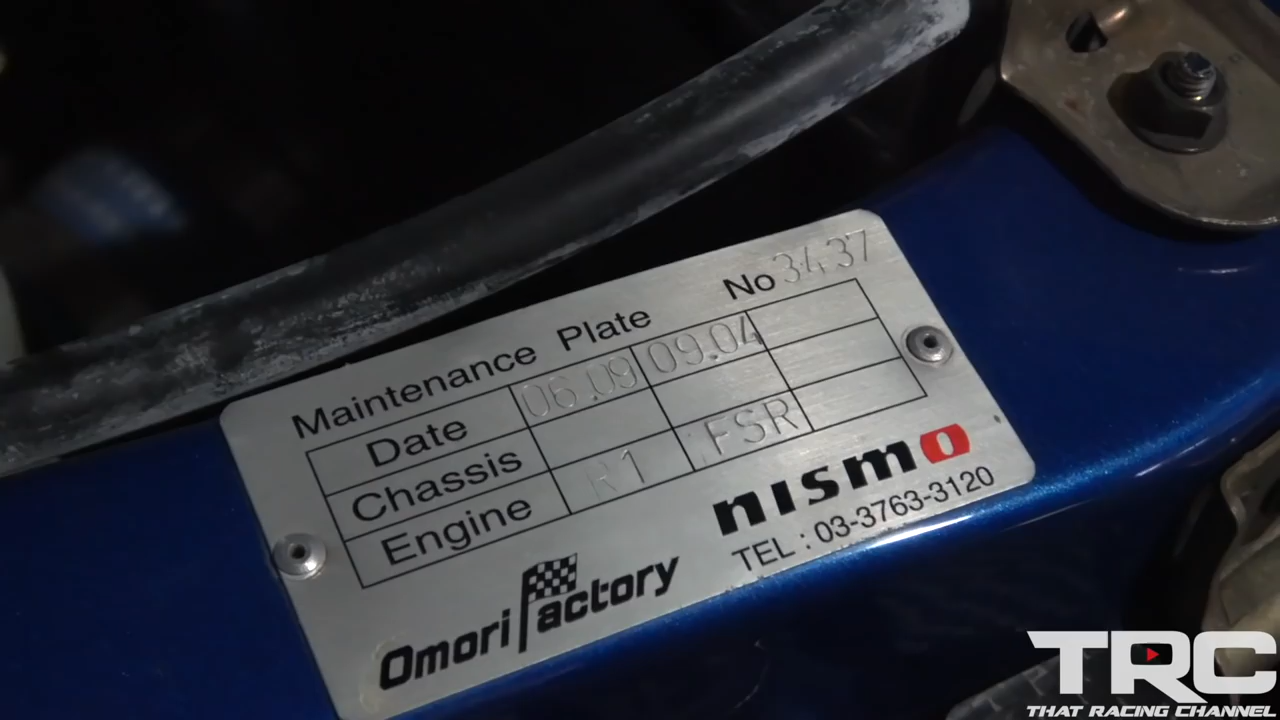 Maintenance Plate No 3437
Date 06.09 09.04
Chassis
Engine R1 FSR
nismo
TEL : 03-3763-3120
Omori Factory
TRC
THAT RACING CHANNEL